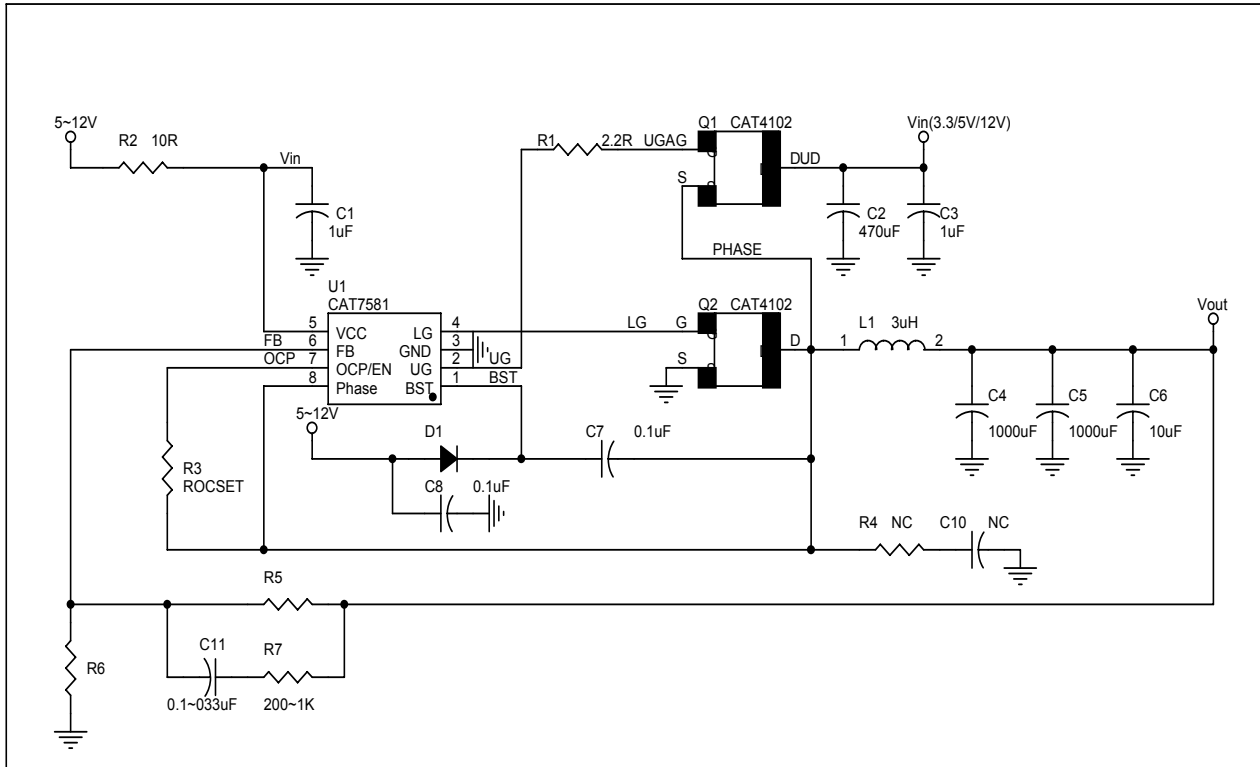 5~12V
R2 10R
Vin
C1
1uF
R1 2.2R UGAG
Q1 CAT4102
S
DUD
Vin(3.3/5V/12V)
C2
470uF
C3
1uF
PHASE
U1
CAT7581
5 VCC LG 4
FB 6 FB GND 3
OCP 7 OCP/EN UG 2 UG
8 Phase BST 1 BST
LG G
Q2 CAT4102
S
D
1 L1 3uH 2
Vout
C4
1000uF
C5
1000uF
C6
10uF
5~12V
D1
C7 0.1uF
C8 0.1uF
R3
ROCSET
R4 NC C10 NC
R5
C11 R7
0.1~033uF 200~1K
R6